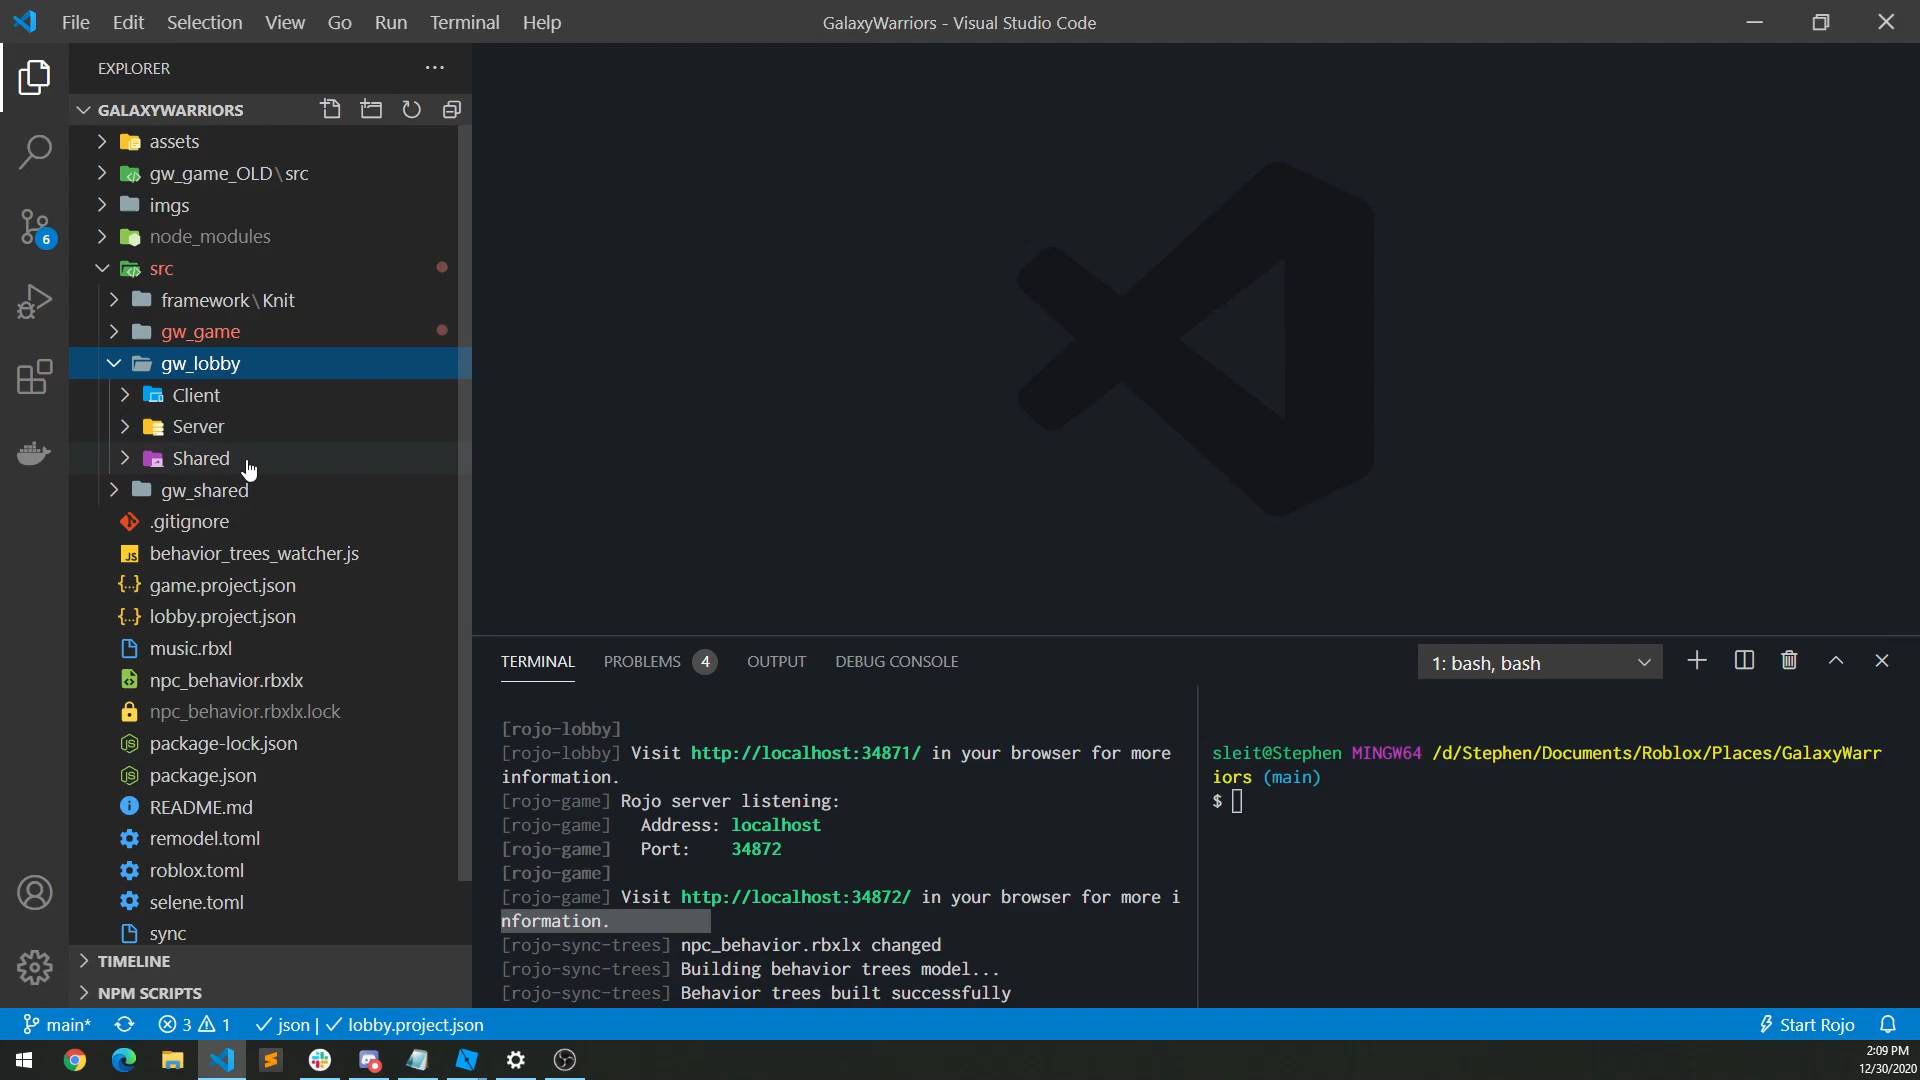 File Edit Selection View Go Run Terminal Help
GalaxyWarriors - Visual Studio Code
EXPLORER
GALAXYWARRIORS
assets
gw_game_OLD\src
imgs
node_modules
src
framework\Knit
gw_game
gw_lobby
Client
Server
Shared
gw_shared
.gitignore
behavior_trees_watcher.js
game.project.json
lobby.project.json
music.rbxl
npc_behavior.rbxlx
npc_behavior.rbxlx.lock
package-lock.json
package.json
README.md
remodel.toml
roblox.toml
selene.toml
sync
TIMELINE
NPM SCRIPTS
6
TERMINAL PROBLEMS 4 OUTPUT DEBUG CONSOLE
1: bash, bash
[rojo-lobby]
[rojo-lobby] Visit http://localhost:34871/ in your browser for more
information.
[rojo-game] Rojo server listening:
[rojo-game] Address: localhost
[rojo-game] Port: 34872
[rojo-game]
[rojo-game] Visit http://localhost:34872/ in your browser for more i
nformation.
[rojo-sync-trees] npc_behavior.rbxlx changed
[rojo-sync-trees] Building behavior trees model...
[rojo-sync-trees] Behavior trees built successfully
sleit@Stephen MINGW64 /d/Stephen/Documents/Roblox/Places/GalaxyWarr
iors (main)
$
main* 3 1 json | lobby.project.json
Start Rojo
2:09 PM
12/30/2020